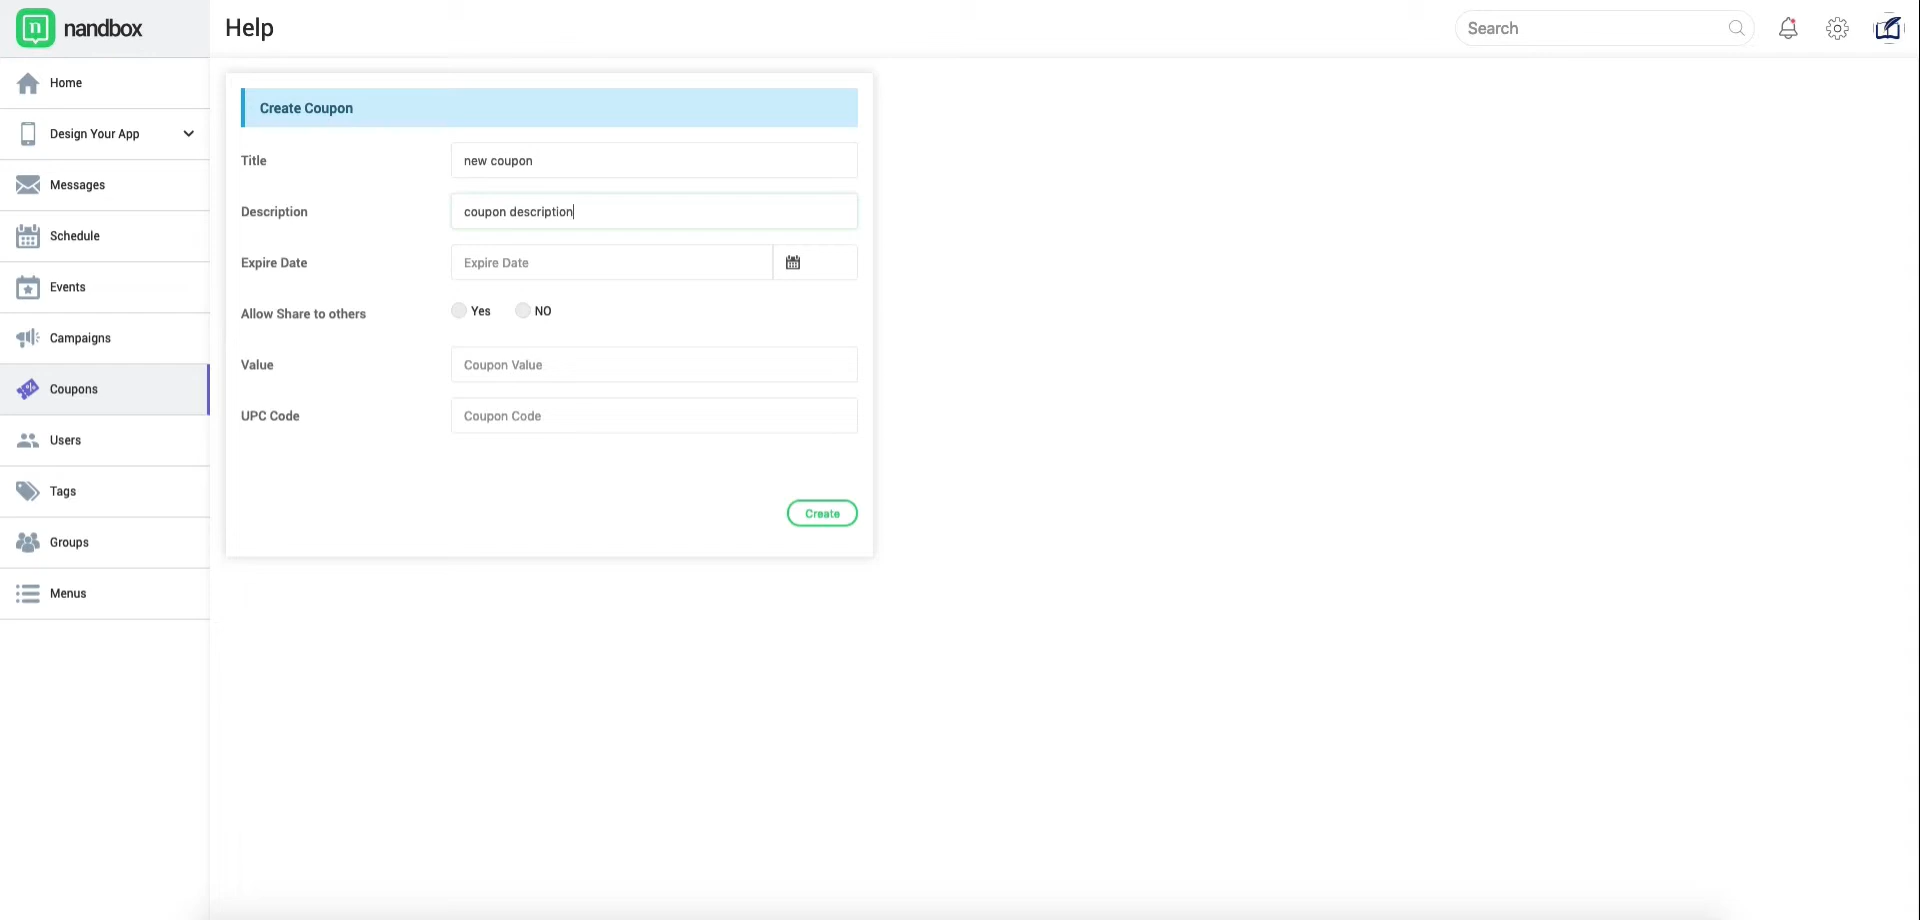 nandbox
Help
Search
Home
Design Your App
Messages
Schedule
Events
Campaigns
Coupons
Users
Tags
Groups
Menus
Create Coupon
Title
new coupon
Description
coupon description
Expire Date
Expire Date
Allow Share to others
Yes
NO
Value
Coupon Value
UPC Code
Coupon Code
Create